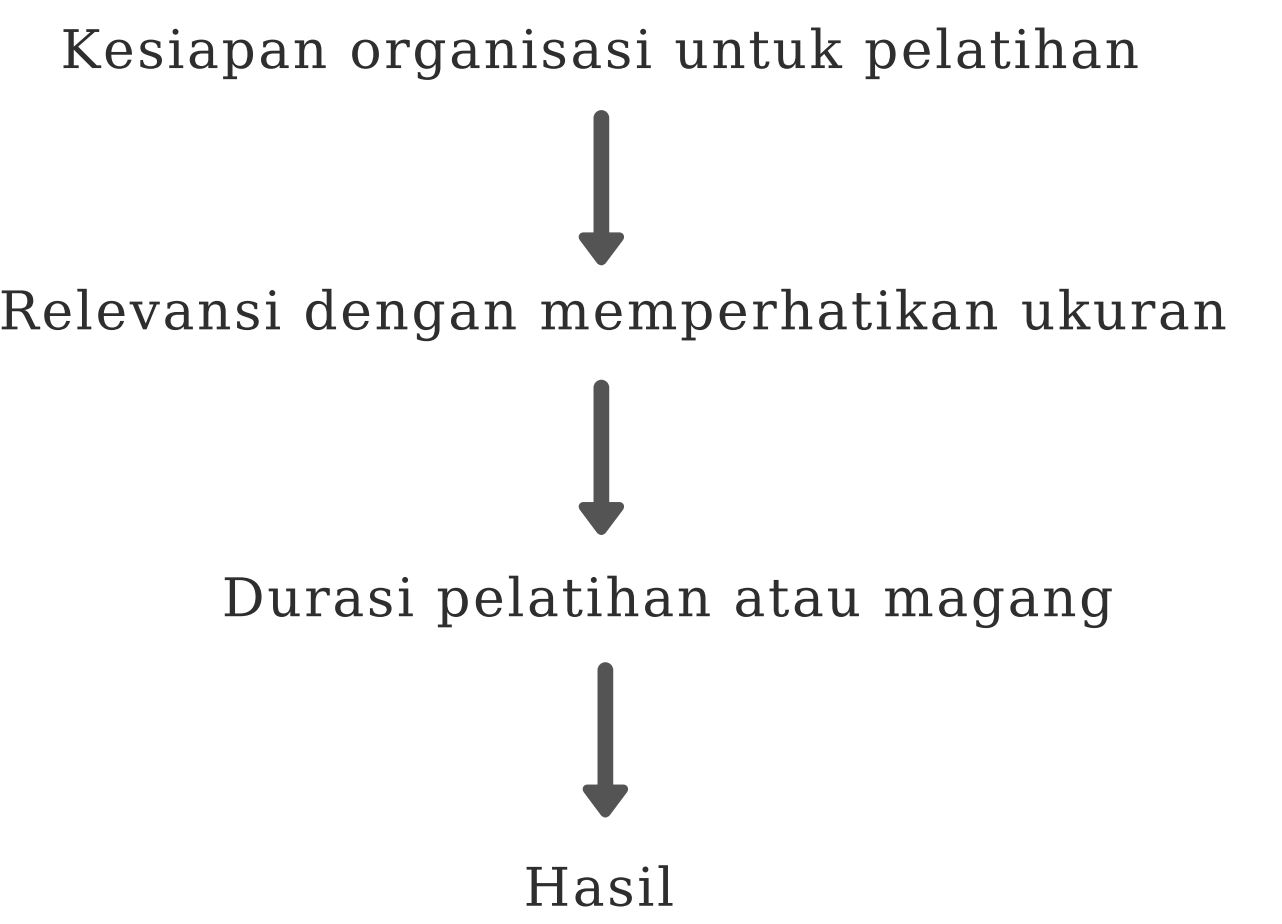 Kesiapan organisasi untuk pelatihan
Relevansi dengan memperhatikan ukuran
Durasi pelatihan atau magang
Hasil